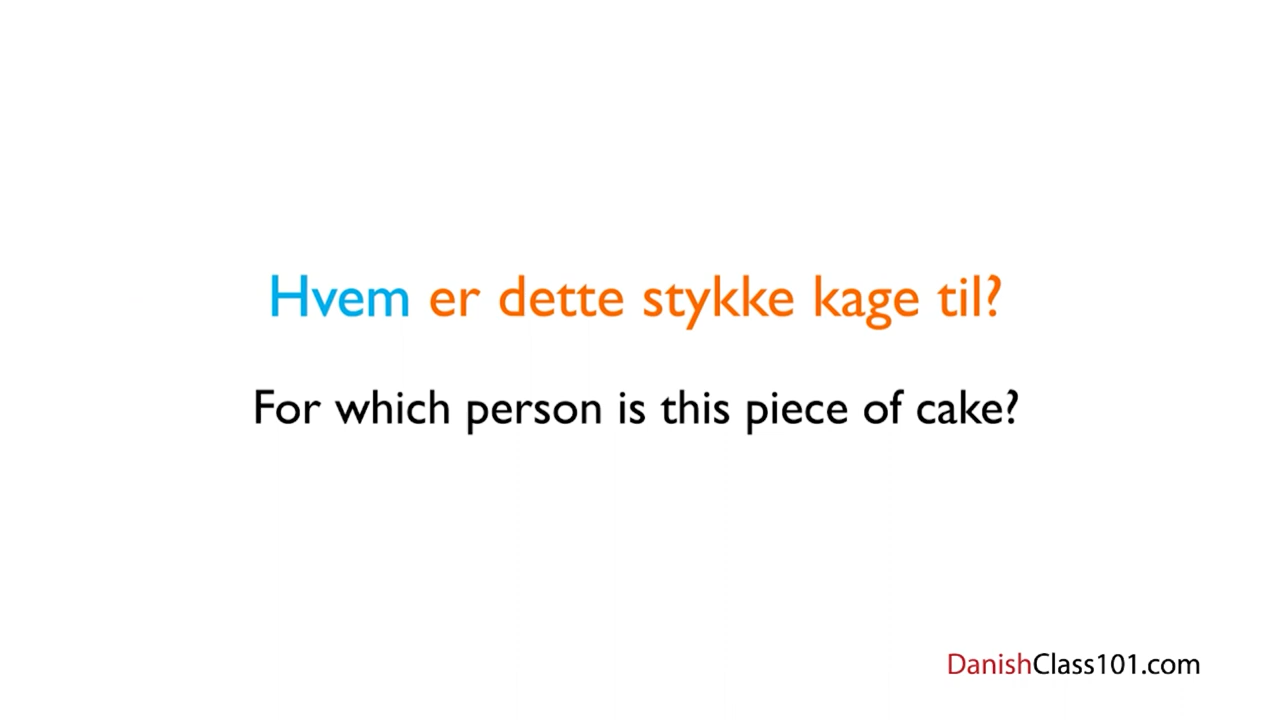 Hvem er dette stykke kage til?
For which person is this piece of cake?
DanishClass101.com